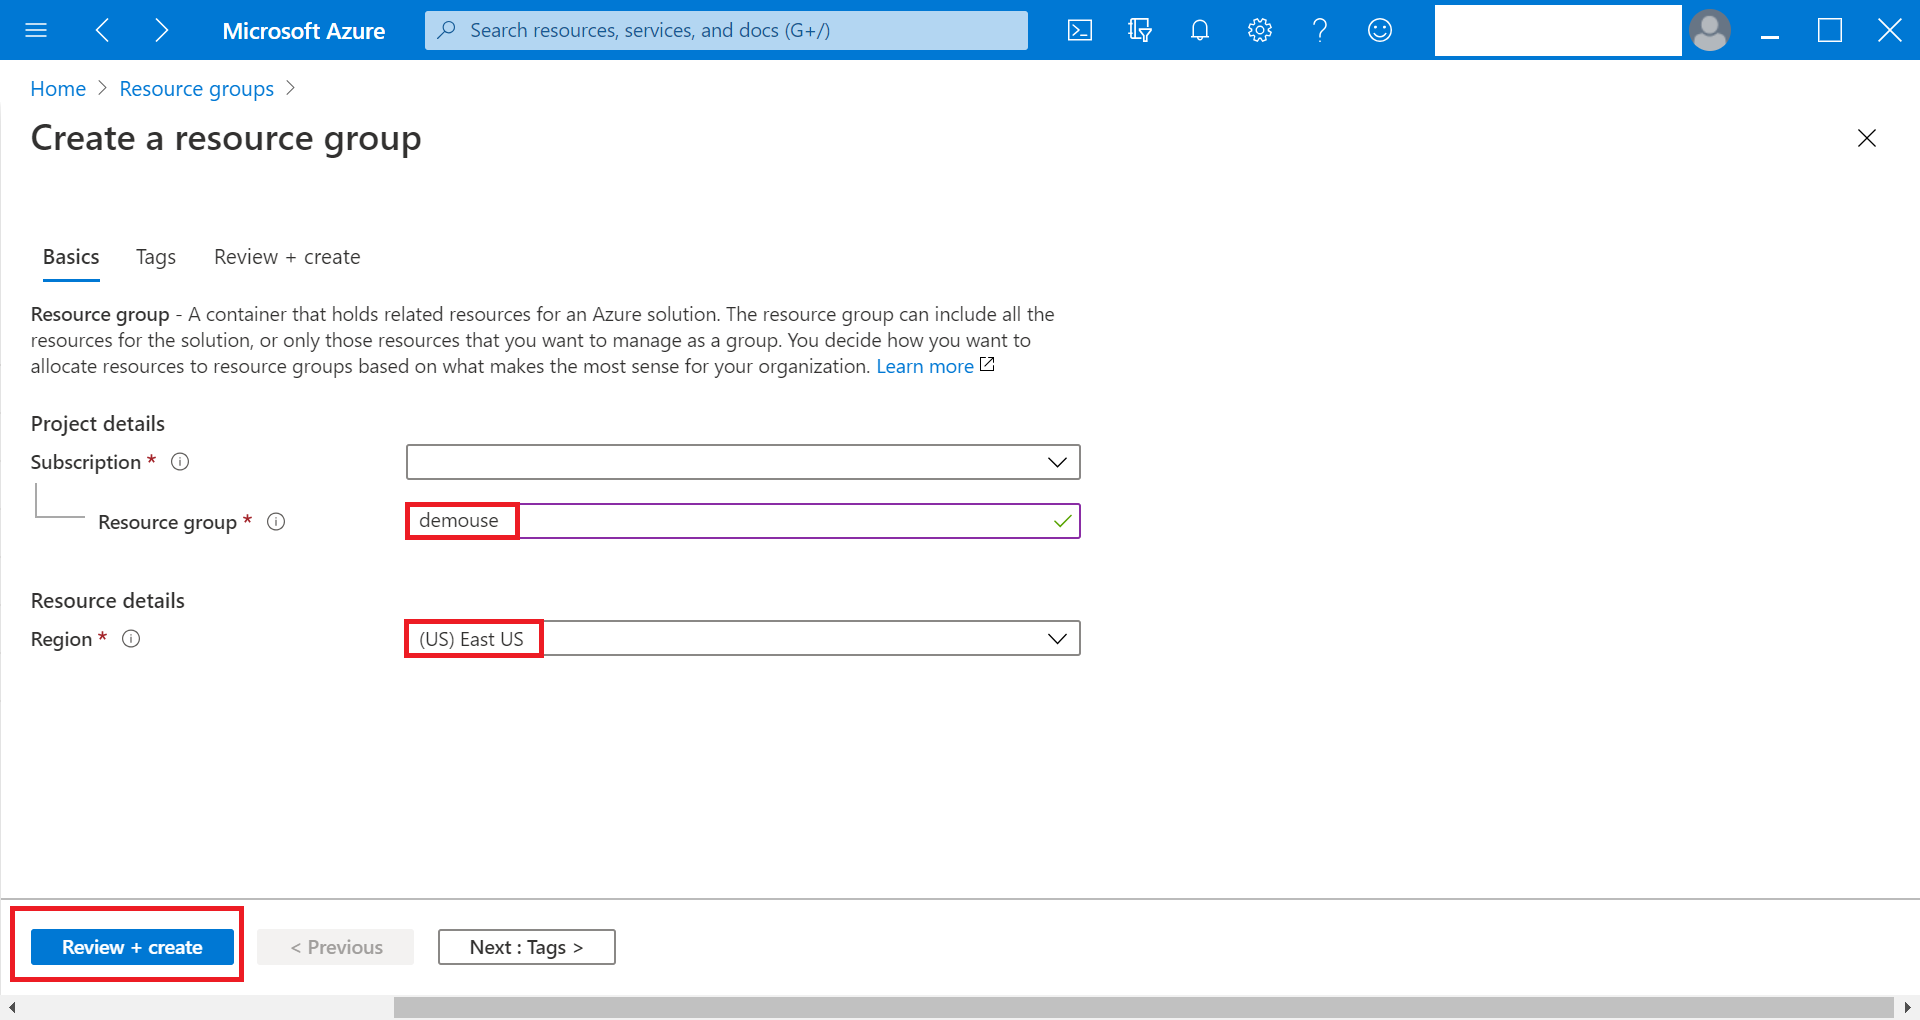 Microsoft Azure
Search resources, services, and docs (G+/)
Home > Resource groups >
Create a resource group
Basics Tags Review + create
Resource group - A container that holds related resources for an Azure solution. The resource group can include all the
resources for the solution, or only those resources that you want to manage as a group. You decide how you want to
allocate resources to resource groups based on what makes the most sense for your organization. Learn more
Project details
Subscription *
Resource group * demouse
Resource details
Region * (US) East US
Review + create < Previous Next : Tags >